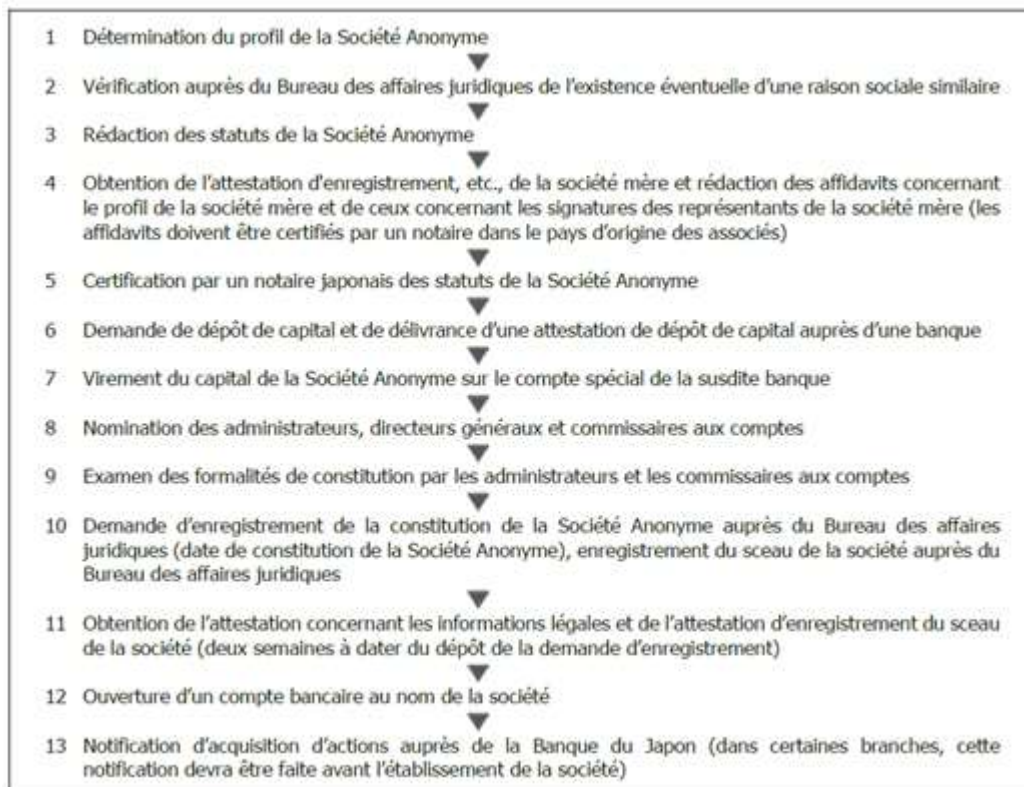 1 Détermination du profil de la Société Anonyme
2 Vérification auprès du Bureau des affaires juridiques de l'existence éventuelle d'une raison sociale similaire
3 Rédaction des statuts de la Société Anonyme
4 Obtention de l'attestation d'enregistrement, etc., de la société mère et rédaction des affidavits concernant
le profil de la société mère et de ceux concernant les signatures des représentants de la société mère (les
affidavits doivent être certifiés par un notaire dans le pays d'origine des associés)
5 Certification par un notaire japonais des statuts de la Société Anonyme
6 Demande de dépôt de capital et de délivrance d'une attestation de dépôt de capital auprès d'une banque
7 Virement du capital de la Société Anonyme sur le compte spécial de la susdite banque
8 Nomination des administrateurs, directeurs généraux et commissaires aux comptes
9 Examen des formalités de constitution par les administrateurs et les commissaires aux comptes
10 Demande d'enregistrement de la constitution de la Société Anonyme auprès du Bureau des affaires
juridiques (date de constitution de la Société Anonyme), enregistrement du sceau de la société auprès du
Bureau des affaires juridiques
11 Obtention de l'attestation concernant les informations légales et de l'attestation d'enregistrement du sceau
de la société (deux semaines à dater du dépôt de la demande d'enregistrement)
12 Ouverture d'un compte bancaire au nom de la société
13 Notification d'acquisition d'actions auprès de la Banque du Japon (dans certaines branches, cette
notification devra être faite avant l'établissement de la société)